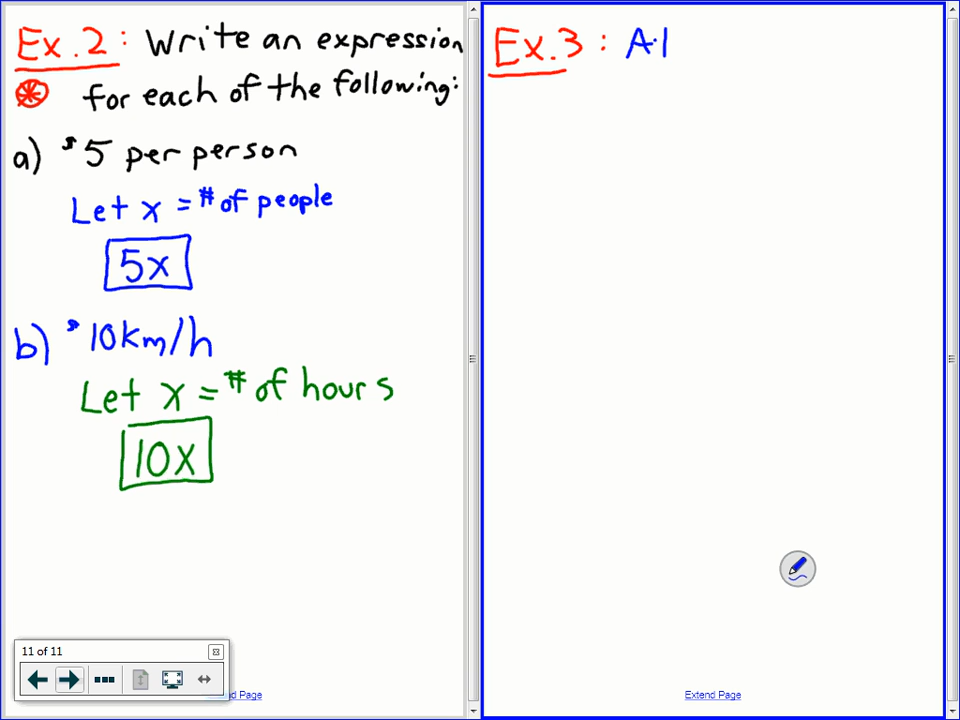 Ex.2: Write an expression
for each of the following:
a) $5 per person
Let x = # of people
5x
b) $10km/h
Let x = # of hours
10x
Ex.3: A
11 of 11
Extend Page